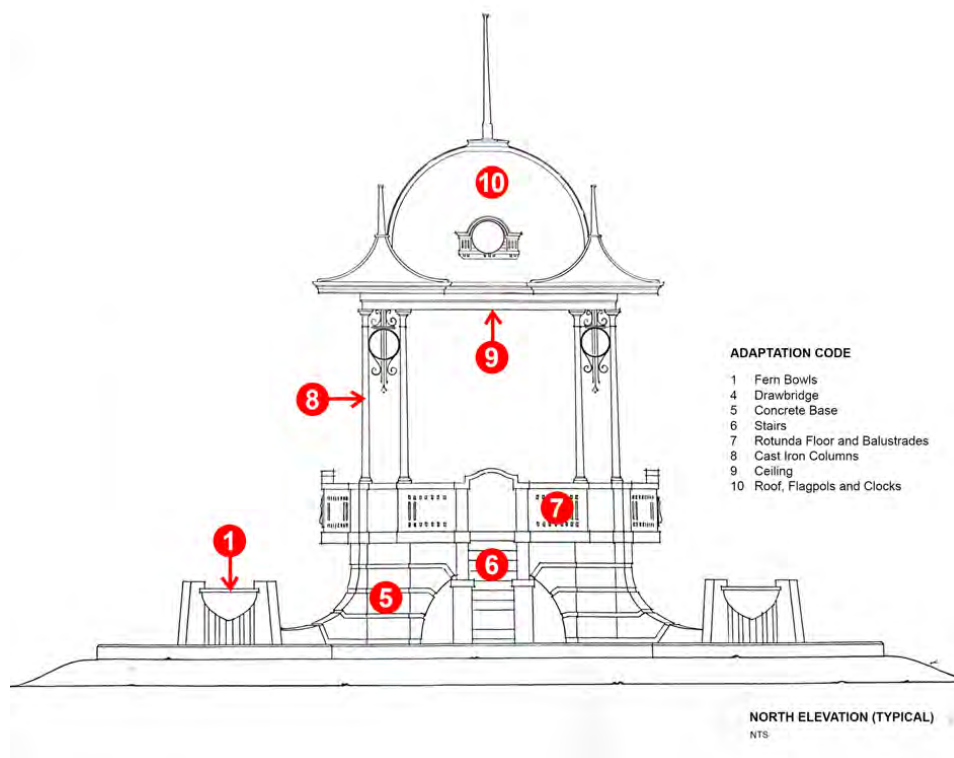 10
9
8
7
6
5
1
ADAPTATION CODE
1 Fern Bowls
4 Drawbridge
5 Concrete Base
6 Stairs
7 Rotunda Floor and Balustrades
8 Cast Iron Columns
9 Ceiling
10 Roof, Flagpols and Clocks
NORTH ELEVATION (TYPICAL)
NTS